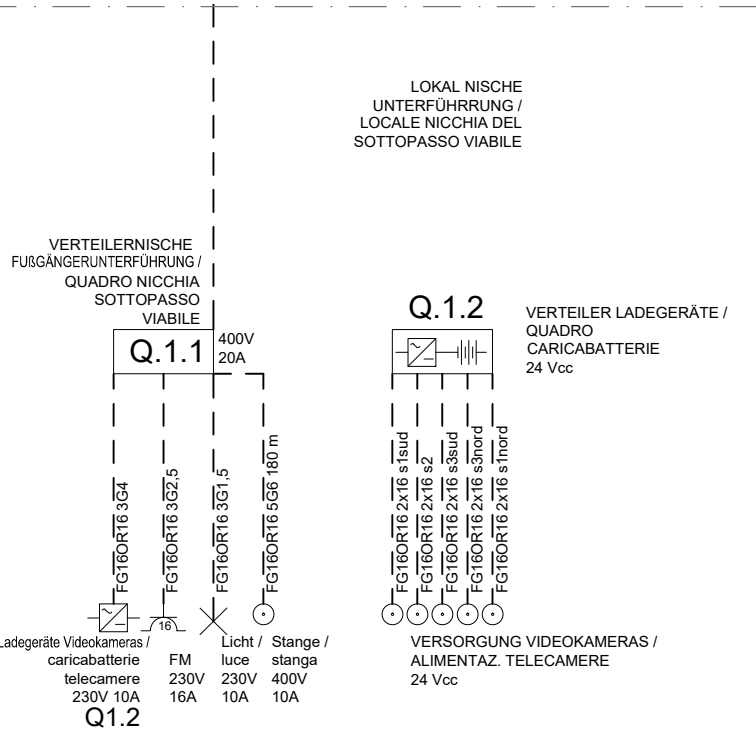 LOKAL NISCHE
UNTERFÜHRRUNG /
LOCALE NICCHIA DEL
SOTTOPASSO VIABILE
VERTEILERNISCHE
FUßGÄNGERUNTERFÜHRUNG /
QUADRO NICCHIA
SOTTOPASSO
VIABILE
Q.1.1
400V
20A
Q.1.2
VERTEILER LADEGERÄTE /
QUADRO
CARICABATTERIE
24 Vcc
FG16OR16 3G4
FG16OR16 3G2,5
FG16OR16 3G1,5
FG16OR16 5G6 180 m
FG16OR16 2x16 s1sud
FG16OR16 2x16 s2
FG16OR16 2x16 s3sud
FG16OR16 2x16 s3nord
FG16OR16 2x16 s1nord
16
Ladegeräte Videokameras /
caricabatterie
telecamere
230V 10A
Q1.2
FM
230V
16A
Licht /
luce
230V
10A
Stange /
stanga
400V
10A
VERSORGUNG VIDEOKAMERAS /
ALIMENTAZ. TELECAMERE
24 Vcc